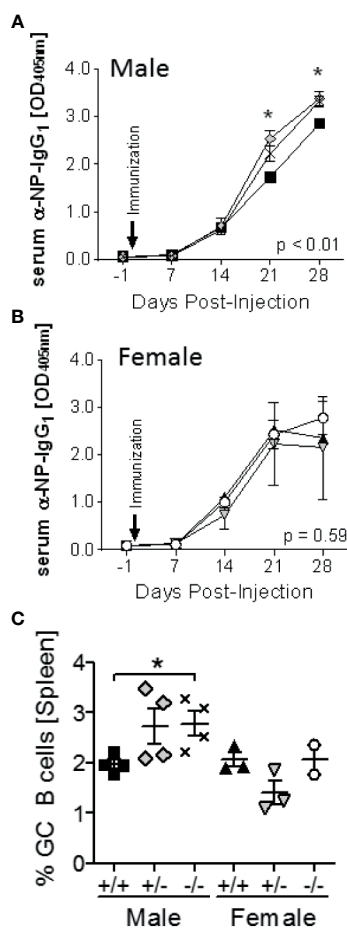 A
Male
serum α-NP-IgG1 [OD405nm]
4.0
3.0
2.0
1.0
0.0
Immunization
*
*
p < 0.01
-1 7 14 21 28
Days Post-Injection
B
Female
serum α-NP-IgG1 [OD405nm]
4.0
3.0
2.0
1.0
0.0
Immunization
p = 0.59
-1 7 14 21 28
Days Post-Injection
C
% GC B cells [Spleen]
4
3
2
1
0
*
+/+ +/- -/- +/+ +/- -/-
Male Female